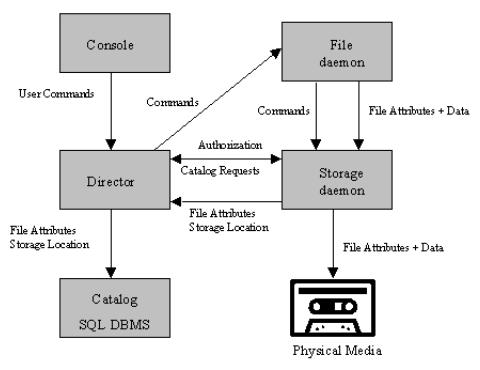 Console
File
daemon
User Commands
Commands
Commands
File Attributes + Data
Authorization
Director
Catalog Requests
Storage
daemon
File Attributes
Storage Location
File Attributes
Storage Location
File Attributes + Data
Catalog
SQL DBMS
Physical Media